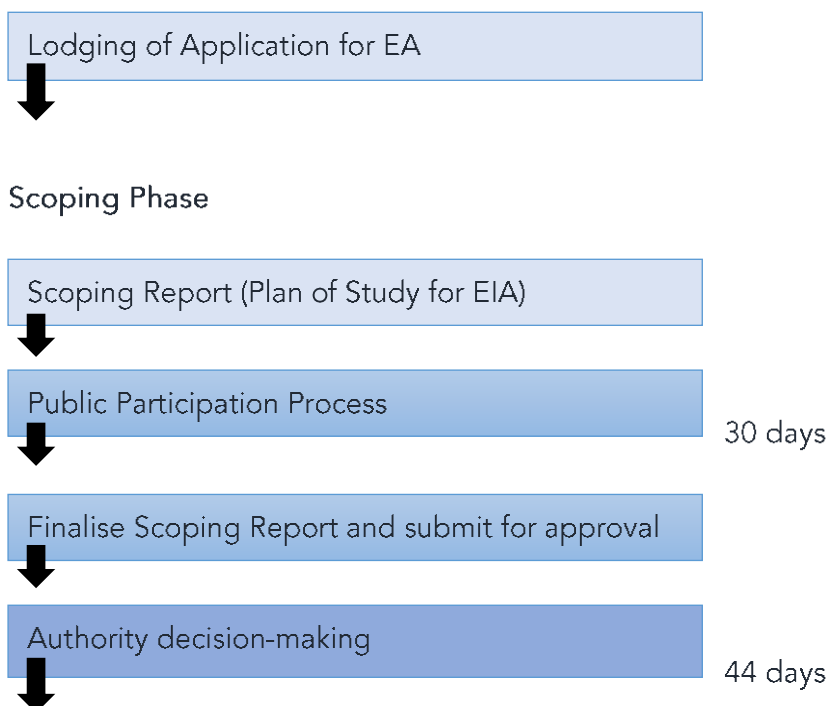 Lodging of Application for EA
Scoping Phase
Scoping Report (Plan of Study for EIA)
Public Participation Process
30 days
Finalise Scoping Report and submit for approval
Authority decision-making
44 days